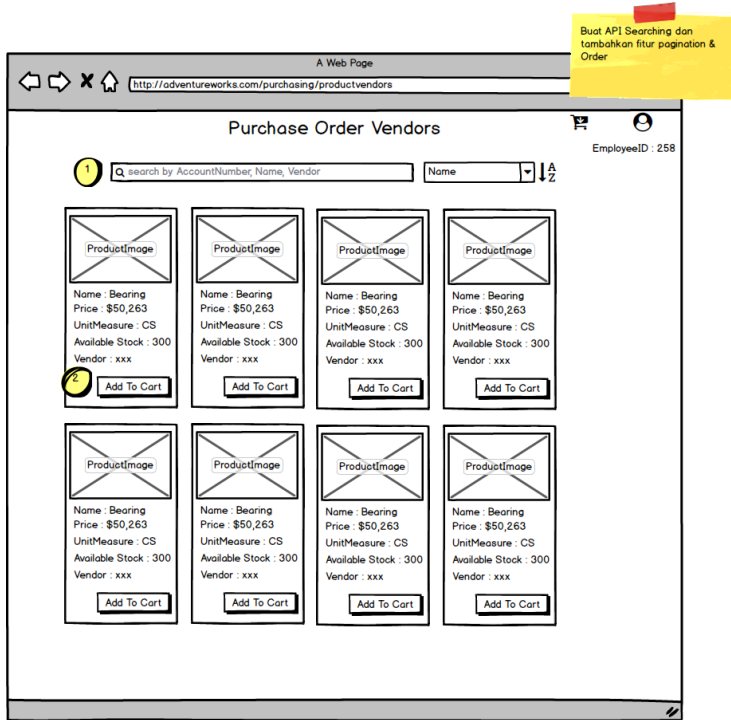 Buat API Searching dan
tambahkan fitur pagination &
Order
A Web Page
http://adventureworks.com/purchasing/productvendors
Purchase Order Vendors
EmployeeID : 258
1
search by AccountNumber, Name, Vendor
Name
A
Z
ProductImage
Name : Bearing
Price : $50,263
UnitMeasure : CS
Available Stock : 300
Vendor : xxx
2
Add To Cart
ProductImage
Name : Bearing
Price : $50,263
UnitMeasure : CS
Available Stock : 300
Vendor : xxx
Add To Cart
ProductImage
Name : Bearing
Price : $50,263
UnitMeasure : CS
Available Stock : 300
Vendor : xxx
Add To Cart
ProductImage
Name : Bearing
Price : $50,263
UnitMeasure : CS
Available Stock : 300
Vendor : xxx
Add To Cart
ProductImage
Name : Bearing
Price : $50,263
UnitMeasure : CS
Available Stock : 300
Vendor : xxx
Add To Cart
ProductImage
Name : Bearing
Price : $50,263
UnitMeasure : CS
Available Stock : 300
Vendor : xxx
Add To Cart
ProductImage
Name : Bearing
Price : $50,263
UnitMeasure : CS
Available Stock : 300
Vendor : xxx
Add To Cart
ProductImage
Name : Bearing
Price : $50,263
UnitMeasure : CS
Available Stock : 300
Vendor : xxx
Add To Cart